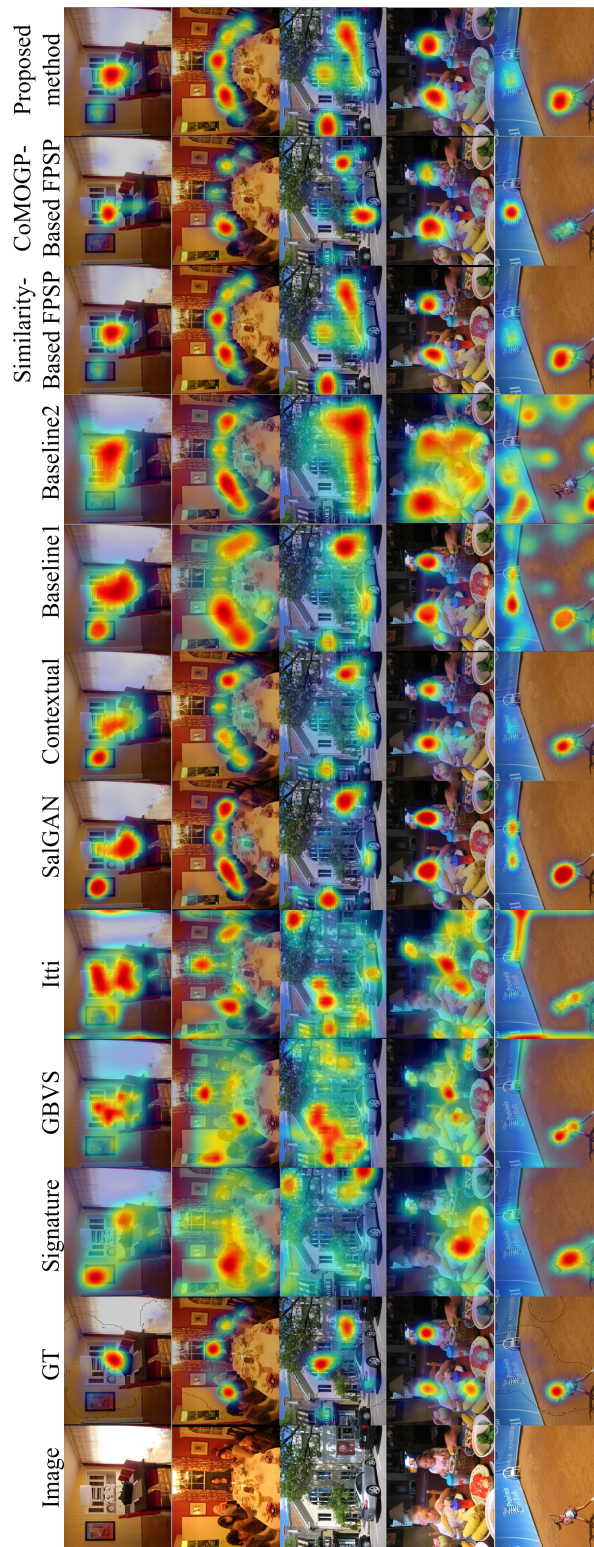 Image
GT
Signature
GBVS
Itti
SalGAN
Contextual
Baseline1
Baseline2
Similarity-
Based FPSP
CoMOGP-
Based FPSP
Proposed
method